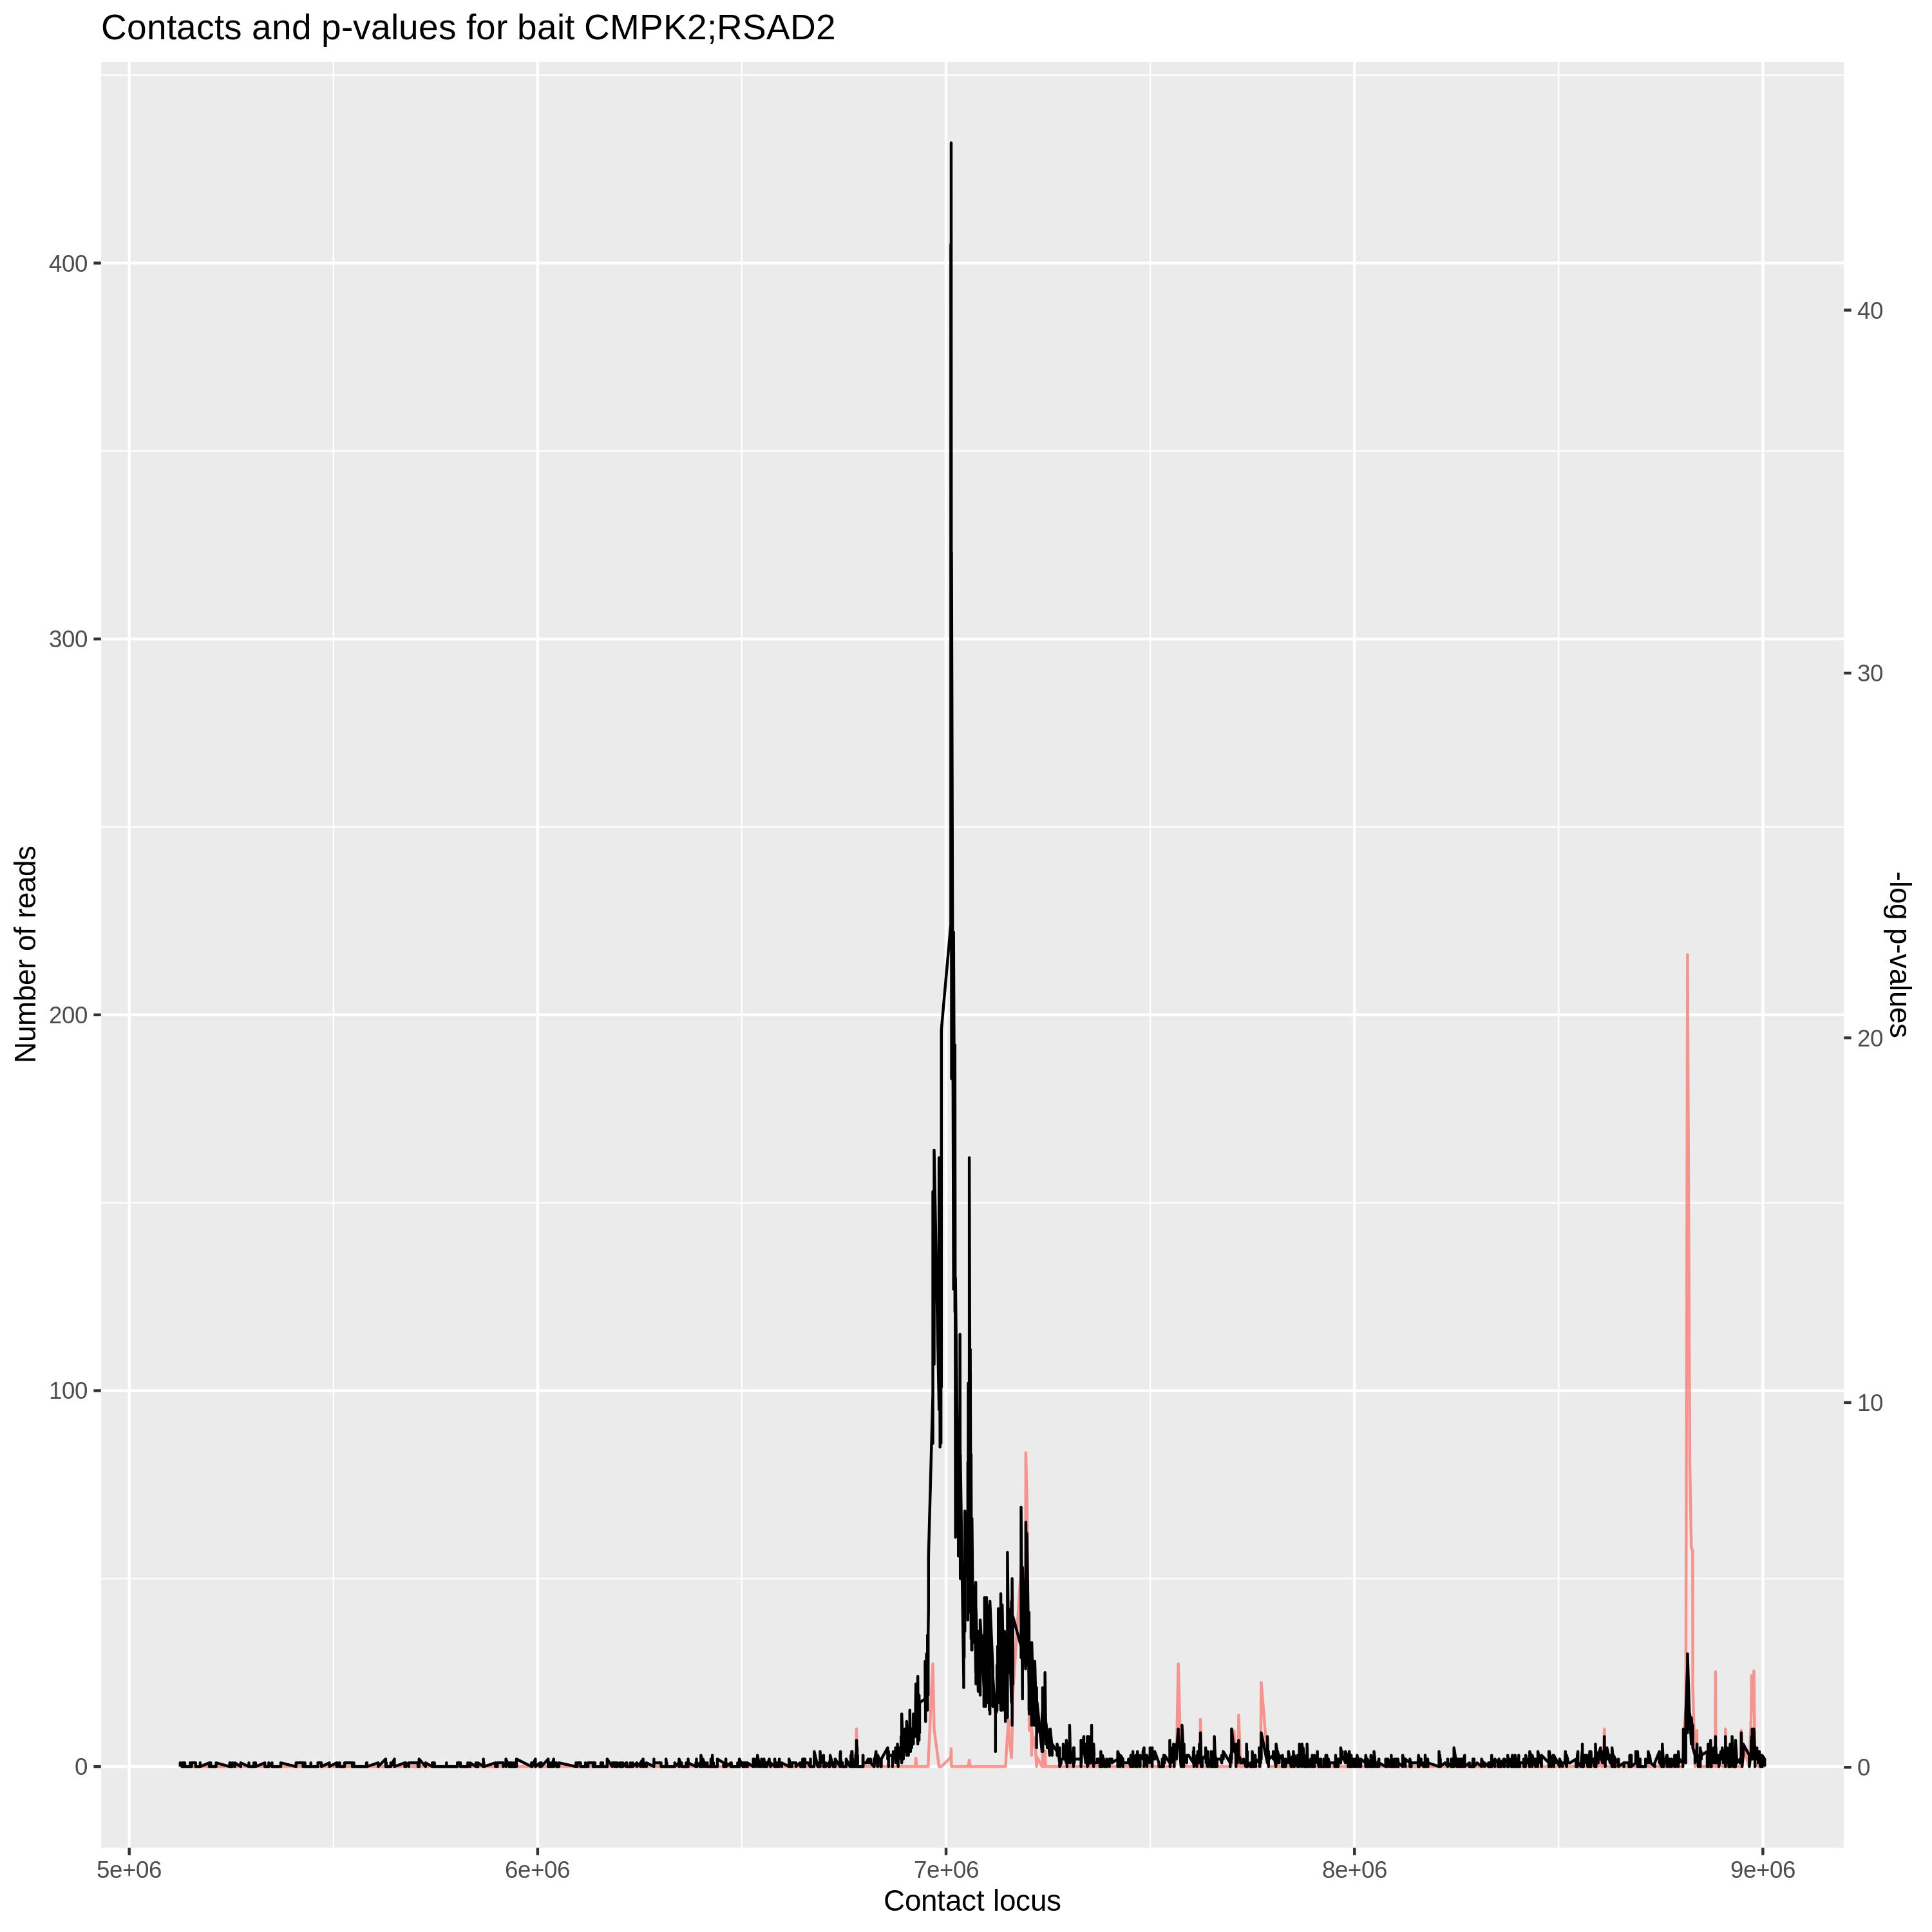 Contacts and p-values for bait CMPK2;RSAD2
400
300
200
100
0
Number of reads
40
30
20
10
0
-log p-values
5e+06
6e+06
7e+06
8e+06
9e+06
Contact locus